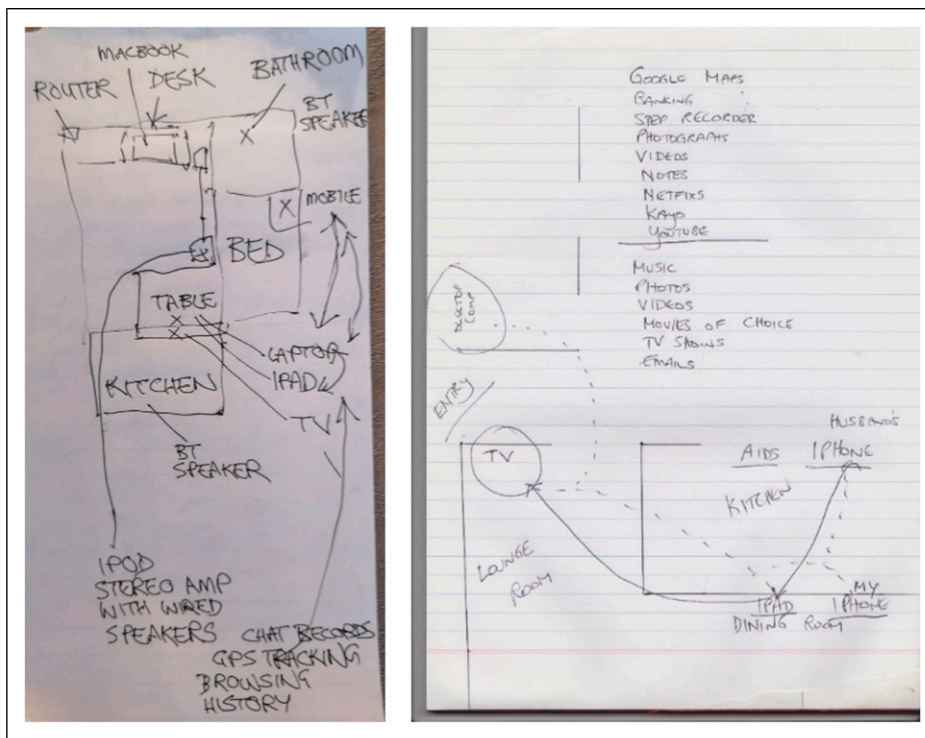 MACBOOK
DESK
ROUTER
BATHROOM
BT
SPEAKER
MOBILE
BED
TABLE
LAPTOP
IPAD
TV
KITCHEN
BT
SPEAKER
IPOD
STEREO AMP
WITH WIRED
SPEAKERS
CHAT RECORDS
GPS TRACKING
BROWSING
HISTORY
GOOGLE MAPS
BANKING
STEP RECORDER
PHOTOGRAPHS
VIDEOS
NOTES
NETFIXS
KAYO
YOUTUBE
MUSIC
PHOTOS
VIDEOS
MOVIES OF CHOICE
TV SHOWS
EMAILS
DESKTOP
COMP
ENTRY
TV
LOUNGE
ROOM
AIDS
KITCHEN
HUSBAND'S
IPHONE
IPAD
DINING ROOM
MY
IPHONE